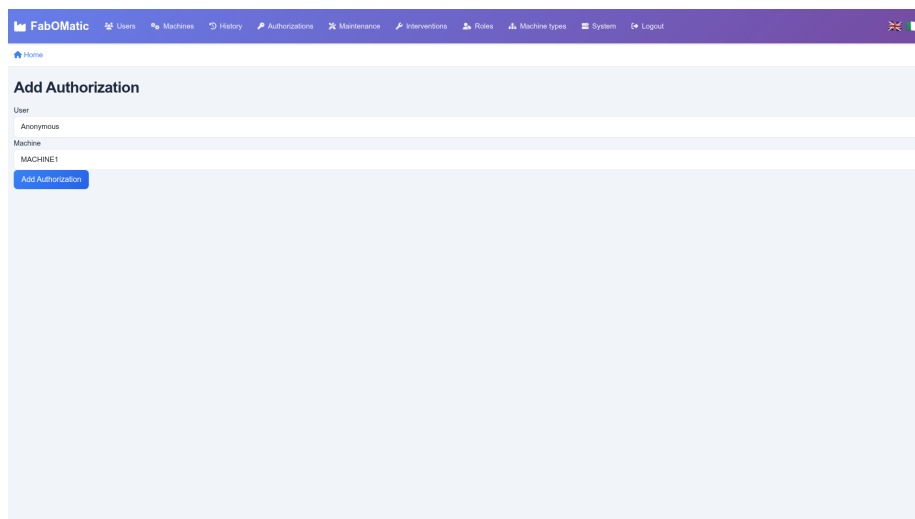 FabOMatic Users Machines History Authorizations Maintenance Interventions Roles Machine types System Logout
Home
Add Authorization
User
Anonymous
Machine
MACHINE1
Add Authorization